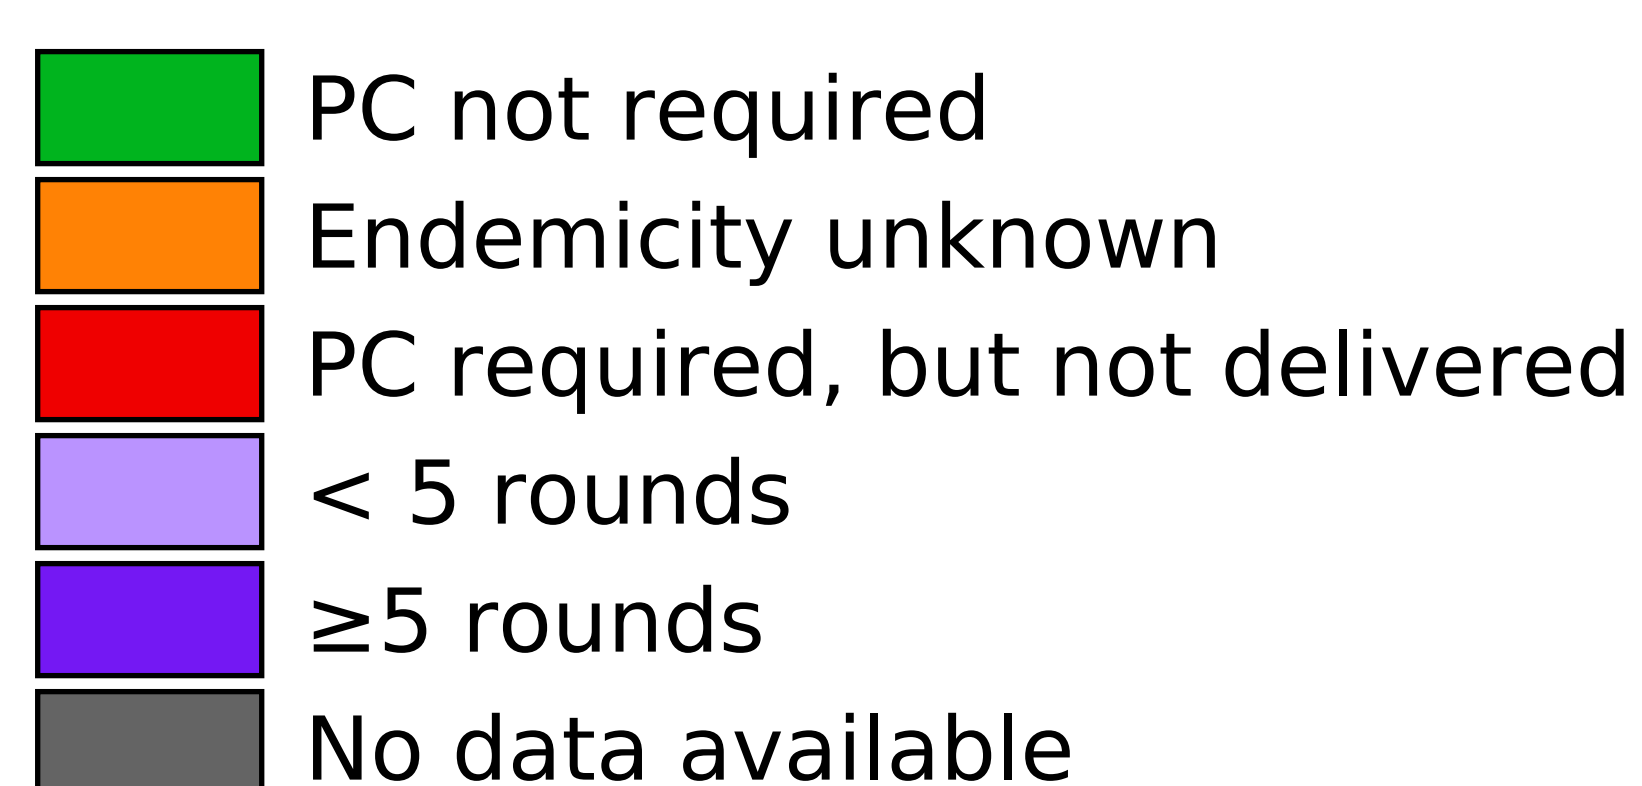 PC not required
Endemicity unknown
PC required, but not delivered
< 5 rounds
≥5 rounds
No data available